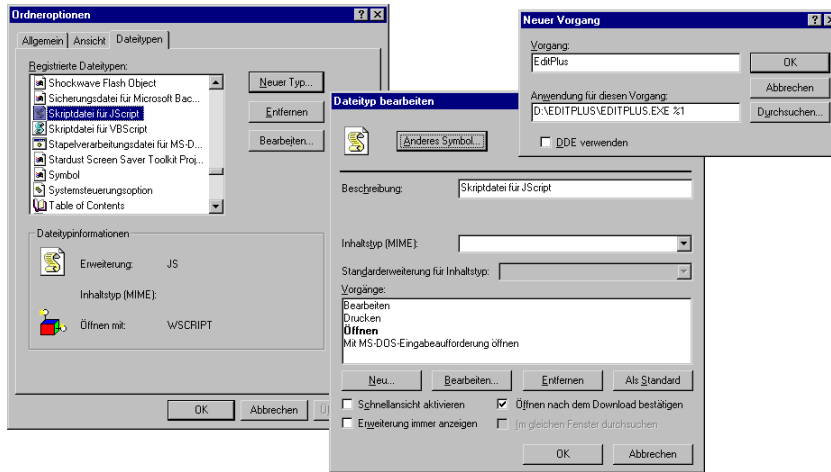 Ordneroptionen
Allgemein Ansicht Dateitypen
Registrierte Dateitypen:
Shockwave Flash Object
Sicherungsdatei für Microsoft Bac...
Skriptdatei für JScript
Skriptdatei für VBScript
Stapelverarbeitungsdatei für MS-D...
Stardust Screen Saver Toolkit Proj...
Symbol
Systemsteuerungsoption
Table of Contents
Neuer Typ...
Entfernen
Bearbeiten...
Dateitypinformationen
Erweiterung: JS
Inhaltstyp (MIME):
Öffnen mit: WSCRIPT
OK Abbrechen
Dateityp bearbeiten
Anderes Symbol...
Beschreibung: Skriptdatei für JScript
Inhaltstyp (MIME):
Standarderweiterung für Inhaltstyp:
Vorgänge:
Bearbeiten
Drucken
Öffnen
Mit MS-DOS-Eingabeaufforderung öffnen
Neu... Bearbeiten... Entfernen Als Standard
Schnellansicht aktivieren Öffnen nach dem Download bestätigen
Erweiterung immer anzeigen Im gleichen Fenster durchsuchen
OK Abbrechen
Neuer Vorgang
Vorgang:
EditPlus
Anwendung für diesen Vorgang:
D:\EDITPLUS\EDITPLUS.EXE %1
DDE verwenden
OK
Abbrechen
Durchsuchen...